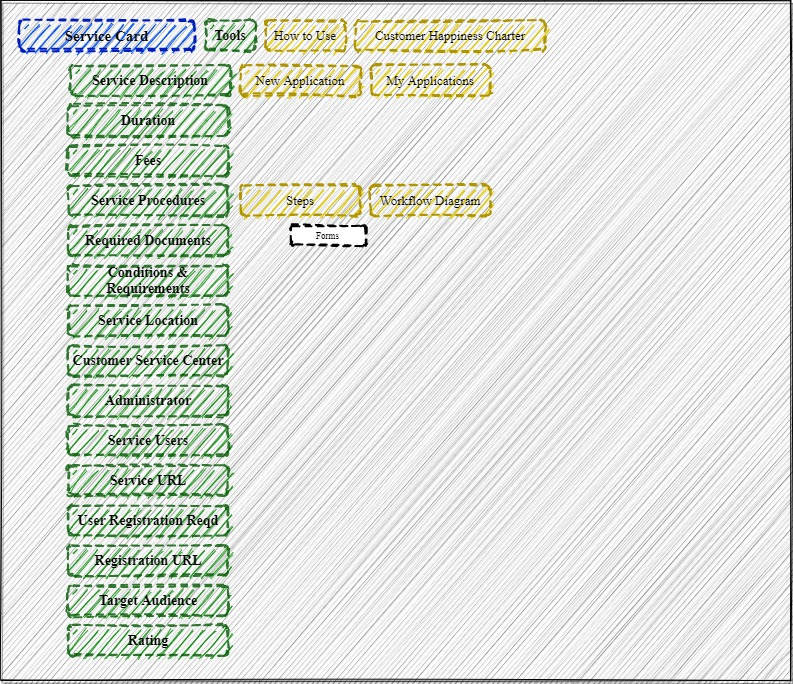 Service Card
Tools
How to Use
Customer Happiness Charter
Service Description
New Application
My Applications
Duration
Fees
Service Procedures
Steps
Workflow Diagram
Required Documents
Forms
Conditions &
Requirements
Service Location
Customer Service Center
Administrator
Service Users
Service URL
User Registration Reqd
Registration URL
Target Audience
Rating